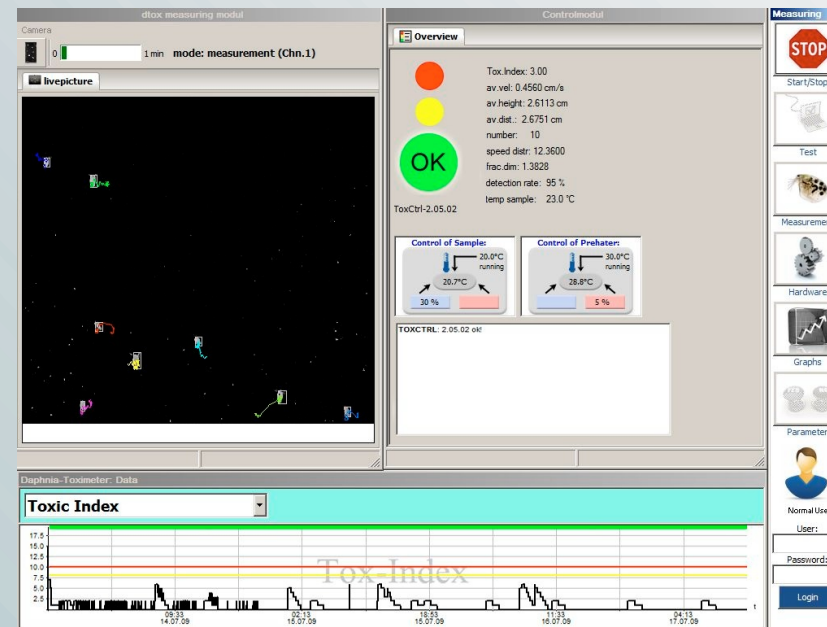 dtox measuring modul
Camera
0 1 min mode: measurement (Chn.1)
livepicture
Controlmodul
Overview
Tox.Index: 3.00
av.vel: 0.4560 cm/s
av.height: 2.6113 cm
av.dist.: 2.6751 cm
number: 10
speed distr: 12.3600
frac.dim: 1.3828
detection rate: 95 %
temp sample: 23.0 °C
OK
ToxCtrl-2.05.02
Control of Sample:
20.0°C
running
20.7°C
30 %
Control of Prehater:
30.0°C
running
28.8°C
5 %
TOXCTRL: 2.05.02 ok!
Measuring
STOP
Start/Stop
Test
Measuremen
Hardware
Graphs
Parameter
Normal Use
User:
Password:
Login
Daphnia-Toximeter: Data
Toxic Index
Tox-Index
17.5
15.0
12.5
10.0
7.5
5.0
2.5
09:33
14.07.09
02:13
15.07.09
18:53
15.07.09
11:33
16.07.09
04:13
17.07.09
t